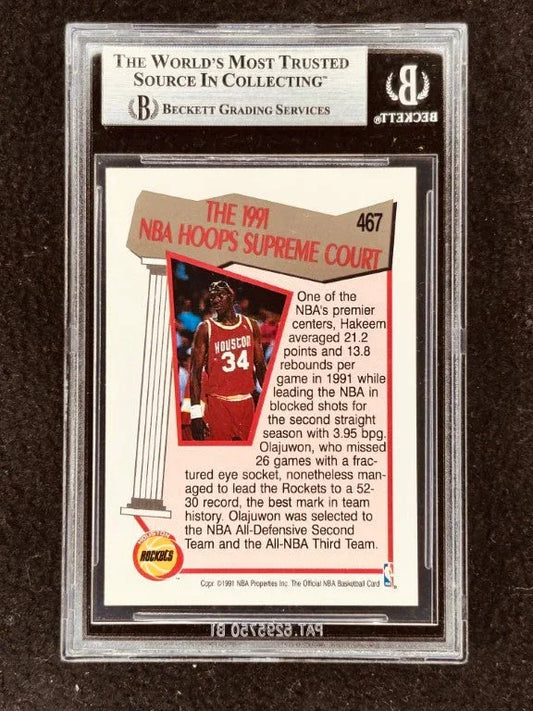 THE WORLD'S MOST TRUSTED
SOURCE IN COLLECTING™
BECKETT GRADING SERVICES
BECKETT®
THE 1991
467
NBA HOOPS SUPREME COURT
HOUSTON
34
One of the
NBA's premier
centers, Hakeem
averaged 21.2
points and 13.8
rebounds per
game in 1991 while
leading the NBA in
blocked shots for
the second straight
season with 3.95 bpg.
Olajuwon, who missed
26 games with a frac-
tured eye socket, nonetheless man-
aged to lead the Rockets to a 52-
30 record, the best mark in team
history. Olajuwon was selected to
the NBA All-Defensive Second
Team and the All-NBA Third Team.
HOUSTON
ROCKETS
Copr. ©1991 NBA Properties Inc. The Official NBA Basketball Card
NBA
PAT.6295750 B1